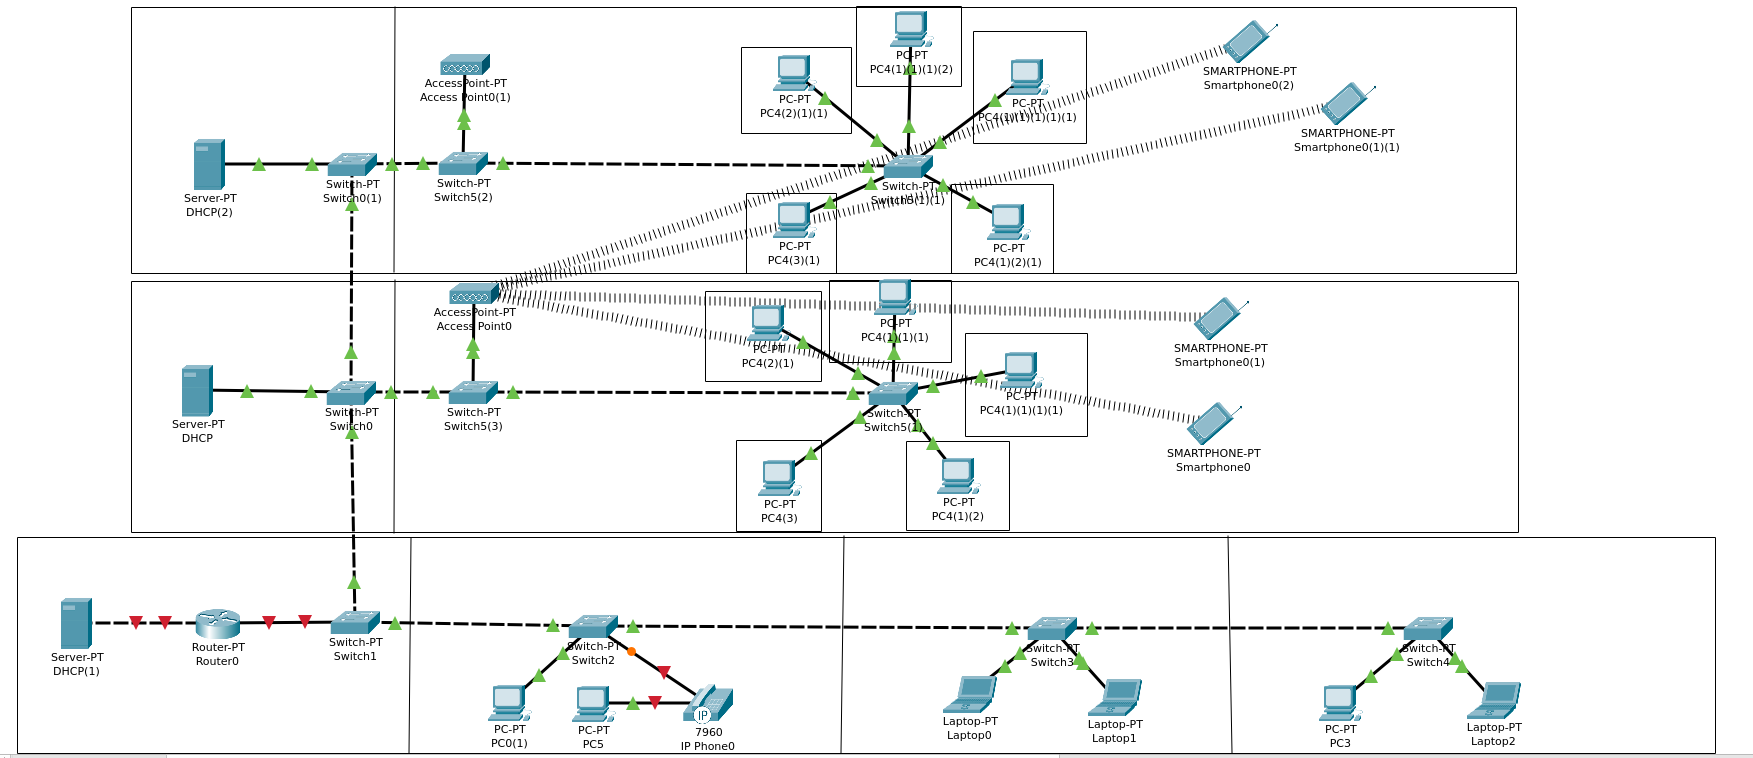 AccessPoint-PT
Access Point0(1)
Server-PT
DHCP(2)
Switch-PT
Switch0(1)
Switch-PT
Switch5(2)
PC-PT
PC4(2)(1)(1)
PC-PT
PC4(1)(1)(1)(2)
PC-PT
PC4(1)(1)(1)(1)(1)
Switch-PT
Switch5(1)(1)
PC-PT
PC4(3)(1)
PC-PT
PC4(1)(2)(1)
SMARTPHONE-PT
Smartphone0(2)
SMARTPHONE-PT
Smartphone0(1)(1)
AccessPoint-PT
Access Point0
Server-PT
DHCP
Switch-PT
Switch0
Switch-PT
Switch5(3)
PC-PT
PC4(2)(1)
PC-PT
PC4(1)(1)(1)
PC-PT
PC4(1)(1)(1)(1)
Switch-PT
Switch5(1)
PC-PT
PC4(3)
PC-PT
PC4(1)(2)
SMARTPHONE-PT
Smartphone0(1)
SMARTPHONE-PT
Smartphone0
Server-PT
DHCP(1)
Router-PT
Router0
Switch-PT
Switch1
Switch-PT
Switch2
PC-PT
PC0(1)
PC-PT
PC5
IP
7960
IP Phone0
Switch-PT
Switch3
Laptop-PT
Laptop0
Laptop-PT
Laptop1
Switch-PT
Switch4
PC-PT
PC3
Laptop-PT
Laptop2